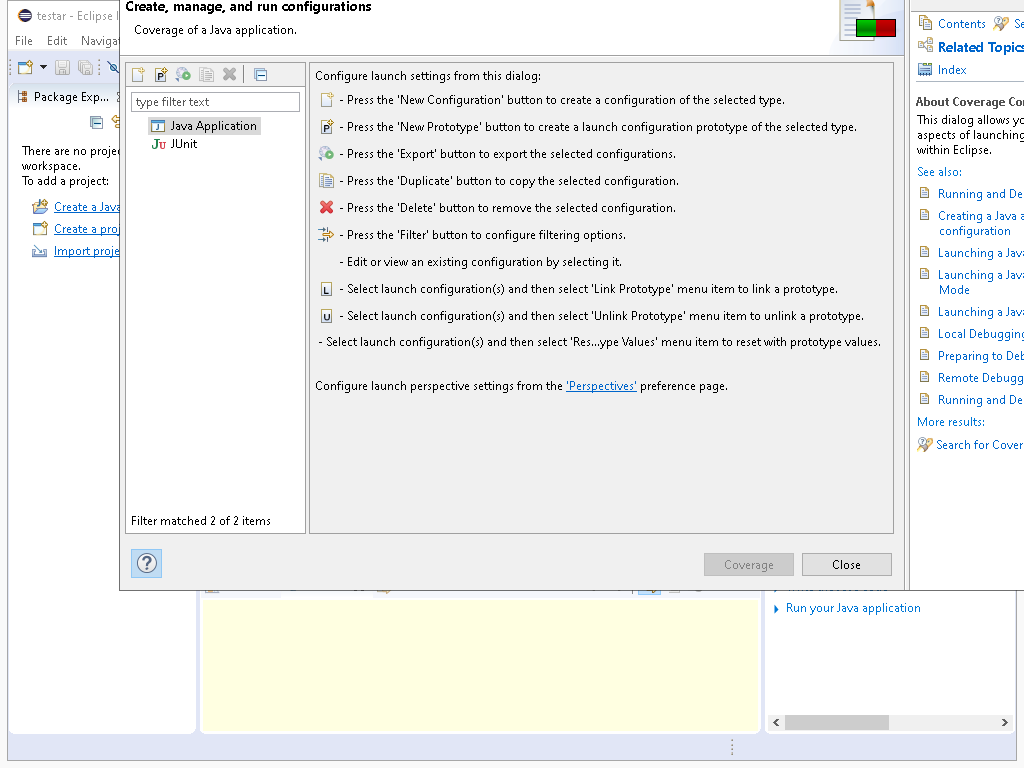 testar - Eclipse I
File Edit Naviga
Package Exp...
There are no proje
workspace.
To add a project:
Create a Java
Create a proj
Import proje
Create, manage, and run configurations
Coverage of a Java application.
type filter text
Java Application
JUnit
Filter matched 2 of 2 items
Configure launch settings from this dialog:
- Press the 'New Configuration' button to create a configuration of the selected type.
- Press the 'New Prototype' button to create a launch configuration prototype of the selected type.
- Press the 'Export' button to export the selected configurations.
- Press the 'Duplicate' button to copy the selected configuration.
- Press the 'Delete' button to remove the selected configuration.
- Press the 'Filter' button to configure filtering options.
- Edit or view an existing configuration by selecting it.
- Select launch configuration(s) and then select 'Link Prototype' menu item to link a prototype.
- Select launch configuration(s) and then select 'Unlink Prototype' menu item to unlink a prototype.
- Select launch configuration(s) and then select 'Res...ype Values' menu item to reset with prototype values.
Configure launch perspective settings from the 'Perspectives' preference page.
Coverage
Close
Contents Se
Related Topics
Index
About Coverage Co
This dialog allows yo
aspects of launching
within Eclipse.
See also:
Running and De
Creating a Java a
configuration
Launching a Java
Launching a Java
Mode
Launching a Java
Local Debugging
Preparing to Deb
Remote Debugg
Running and De
More results:
Search for Cover
Run your Java application